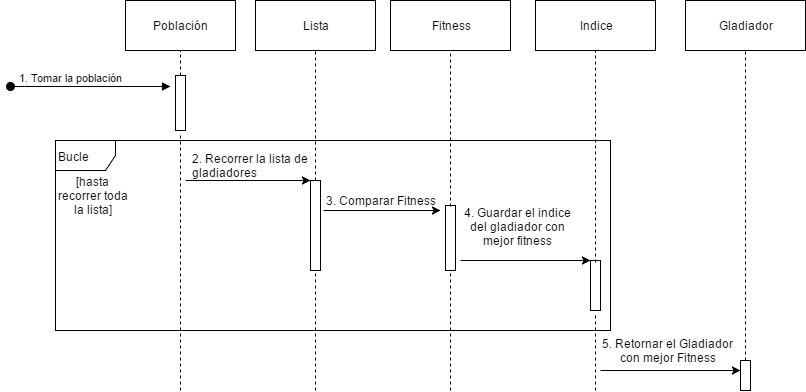 Población
Lista
Fitness
Indice
Gladiador
1. Tomar la población
Bucle
[hasta
recorrer toda
la lista]
2. Recorrer la lista de
gladiadores
3. Comparar Fitness
4. Guardar el indice
del gladiador con
mejor fitness
5. Retornar el Gladiador
con mejor Fitness